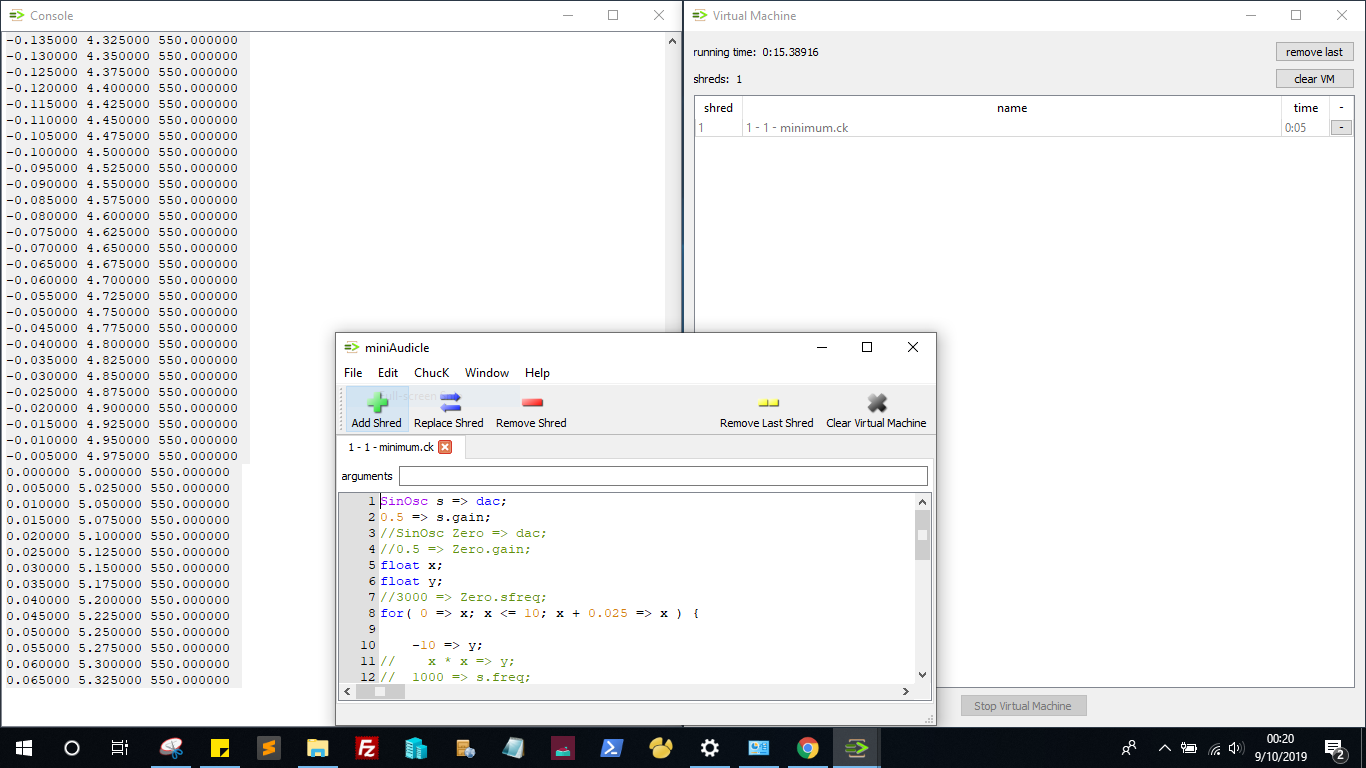 Console
-0.135000 4.325000 550.000000
-0.130000 4.350000 550.000000
-0.125000 4.375000 550.000000
-0.120000 4.400000 550.000000
-0.115000 4.425000 550.000000
-0.110000 4.450000 550.000000
-0.105000 4.475000 550.000000
-0.100000 4.500000 550.000000
-0.095000 4.525000 550.000000
-0.090000 4.550000 550.000000
-0.085000 4.575000 550.000000
-0.080000 4.600000 550.000000
-0.075000 4.625000 550.000000
-0.070000 4.650000 550.000000
-0.065000 4.675000 550.000000
-0.060000 4.700000 550.000000
-0.055000 4.725000 550.000000
-0.050000 4.750000 550.000000
-0.045000 4.775000 550.000000
-0.040000 4.800000 550.000000
-0.035000 4.825000 550.000000
-0.030000 4.850000 550.000000
-0.025000 4.875000 550.000000
-0.020000 4.900000 550.000000
-0.015000 4.925000 550.000000
-0.010000 4.950000 550.000000
-0.005000 4.975000 550.000000
0.000000 5.000000 550.000000
0.005000 5.025000 550.000000
0.010000 5.050000 550.000000
0.015000 5.075000 550.000000
0.020000 5.100000 550.000000
0.025000 5.125000 550.000000
0.030000 5.150000 550.000000
0.035000 5.175000 550.000000
0.040000 5.200000 550.000000
0.045000 5.225000 550.000000
0.050000 5.250000 550.000000
0.055000 5.275000 550.000000
0.060000 5.300000 550.000000
0.065000 5.325000 550.000000
Virtual Machine
running time: 0:15.38916
remove last
shreds: 1
clear VM
shred name time -
1 1 - 1 - minimum.ck 0:05 -
Stop Virtual Machine
miniAudicle
File Edit ChucK Window Help
Add Shred Replace Shred Remove Shred Remove Last Shred Clear Virtual Machine
1 - 1 - minimum.ck
arguments
1 SinOsc s => dac;
2 0.5 => s.gain;
3 //SinOsc Zero => dac;
4 //0.5 => Zero.gain;
5 float x;
6 float y;
7 //3000 => Zero.sfreq;
8 for( 0 => x; x <= 10; x + 0.025 => x ) {
9
10 -10 => y;
11 // x * x => y;
12 // 1000 => s.freq;
00:20
9/10/2019
2